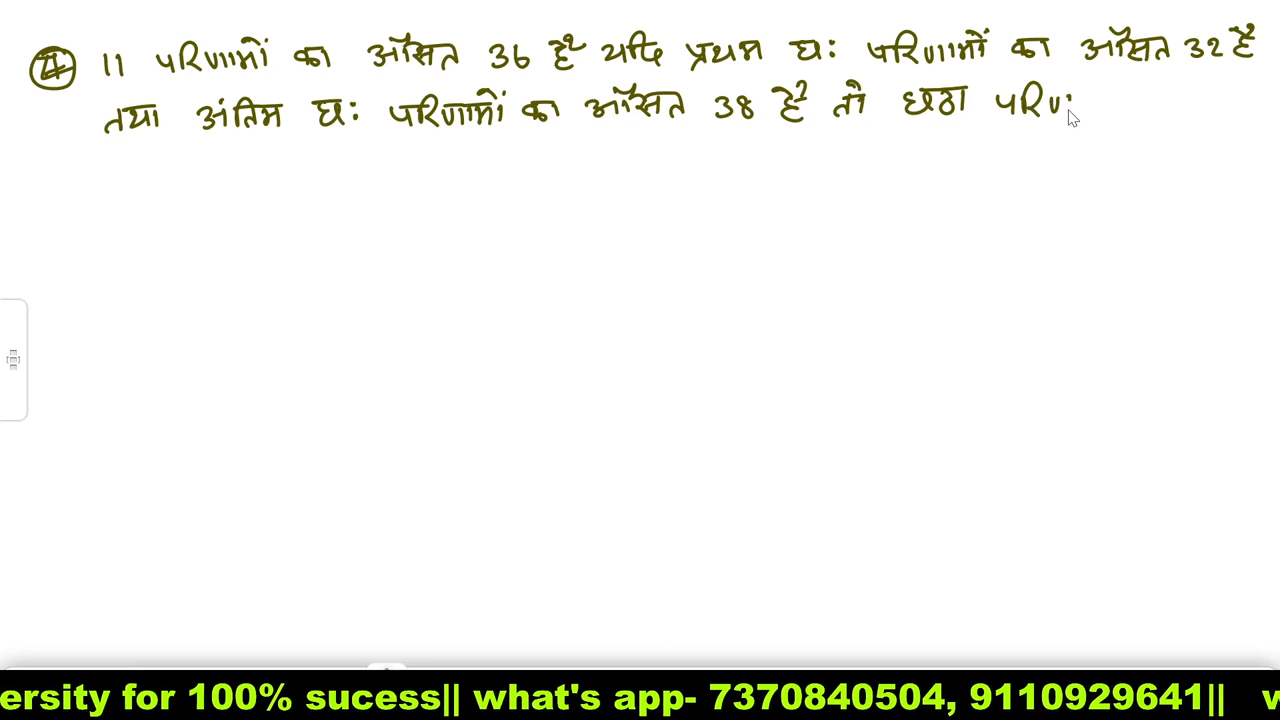 ④ 11 परिणामों का औसत 36 है यदि प्रथम छः परिणामों का औसत 32 है
तथा अंतिम छः परिणामों का औसत 38 है तो छठा परिण
ersity for 100% sucess|| what's app- 7370840504, 9110929641|| w